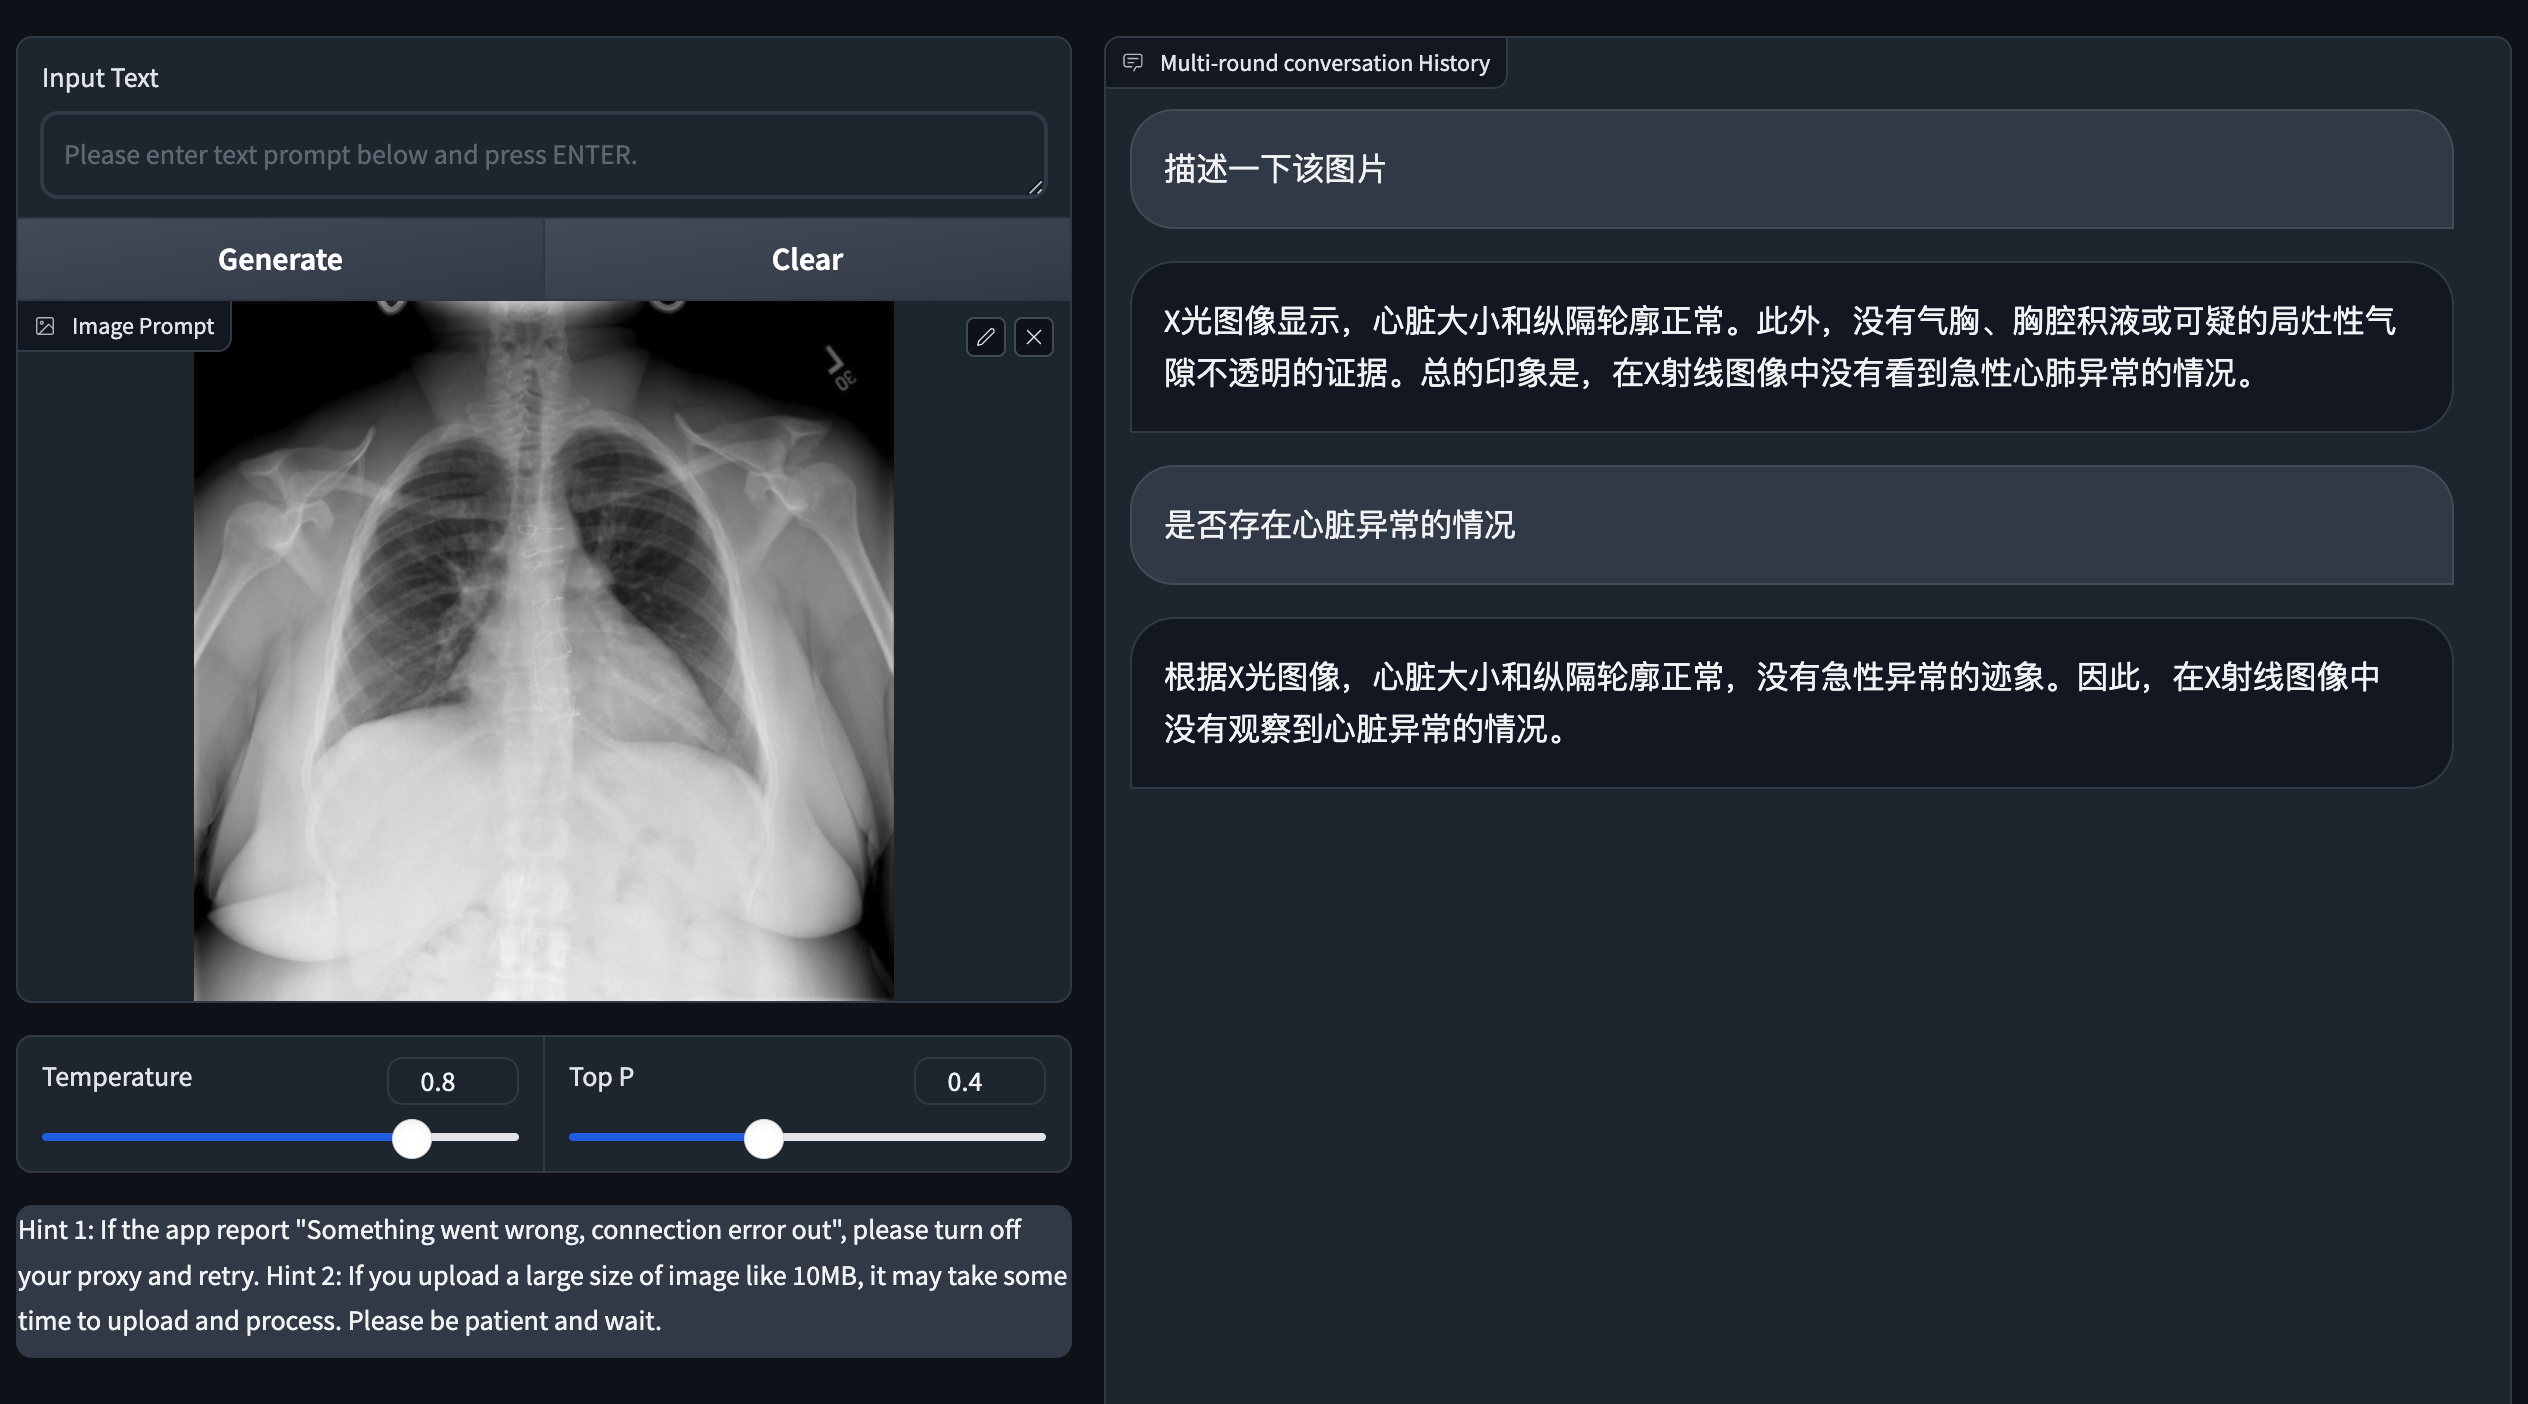 Input Text
Please enter text prompt below and press ENTER.
Generate
Clear
Image Prompt
L
30
Temperature
0.8
Top P
0.4
Hint 1: If the app report "Something went wrong, connection error out", please turn off
your proxy and retry. Hint 2: If you upload a large size of image like 10MB, it may take some
time to upload and process. Please be patient and wait.
Multi-round conversation History
描述一下该图片
X光图像显示，心脏大小和纵隔轮廓正常。此外，没有气胸、胸腔积液或可疑的局灶性气
隙不透明的证据。总的印象是，在X射线图像中没有看到急性心肺异常的情况。
是否存在心脏异常的情况
根据X光图像，心脏大小和纵隔轮廓正常，没有急性异常的迹象。因此，在X射线图像中
没有观察到心脏异常的情况。